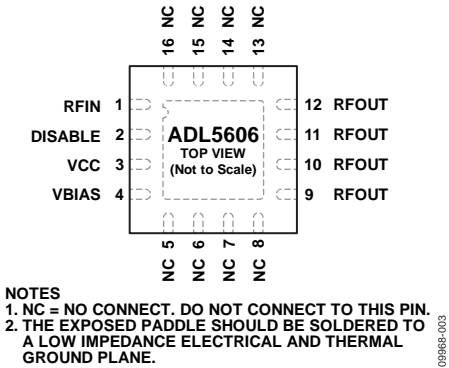 16 NC
15 NC
14 NC
13 NC
RFIN 1
DISABLE 2
VCC 3
VBIAS 4
ADL5606
TOP VIEW
(Not to Scale)
12 RFOUT
11 RFOUT
10 RFOUT
9 RFOUT
NC 5
NC 6
NC 7
NC 8
NOTES
1. NC = NO CONNECT. DO NOT CONNECT TO THIS PIN.
2. THE EXPOSED PADDLE SHOULD BE SOLDERED TO
A LOW IMPEDANCE ELECTRICAL AND THERMAL
GROUND PLANE.
09968-003